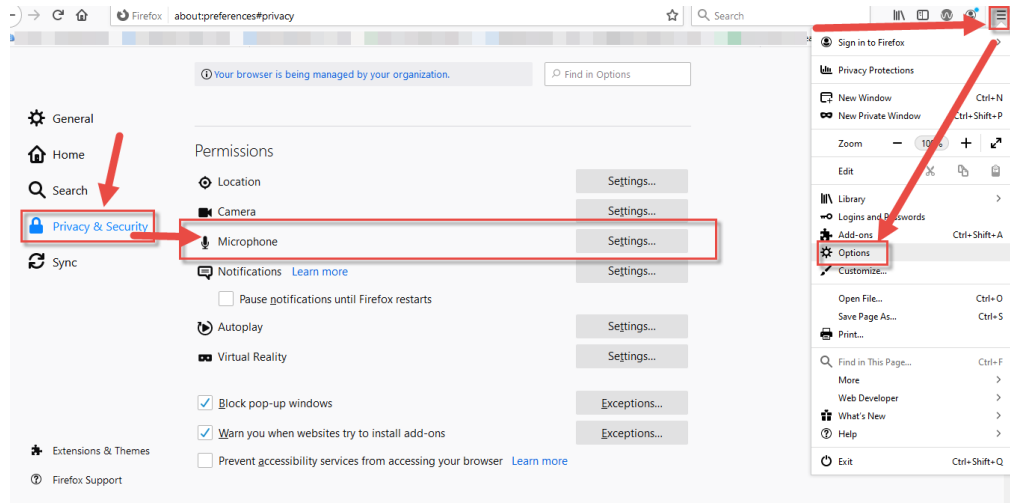 Firefox about:preferences#privacy
Search
Your browser is being managed by your organization.
Find in Options
General
Home
Search
Privacy & Security
Sync
Extensions & Themes
Firefox Support
Permissions
Location Settings...
Camera Settings...
Microphone Settings...
Notifications Learn more Settings...
Pause notifications until Firefox restarts
Autoplay Settings...
Virtual Reality Settings...
Block pop-up windows Exceptions...
Warn you when websites try to install add-ons Exceptions...
Prevent accessibility services from accessing your browser Learn more
Sign in to Firefox
Privacy Protections
New Window Ctrl+N
New Private Window Ctrl+Shift+P
Zoom
Edit
Library
Logins and Passwords
Add-ons Ctrl+Shift+A
Options
Customize...
Open File... Ctrl+O
Save Page As... Ctrl+S
Print...
Find in This Page... Ctrl+F
More
Web Developer
What's New
Help
Exit Ctrl+Shift+Q